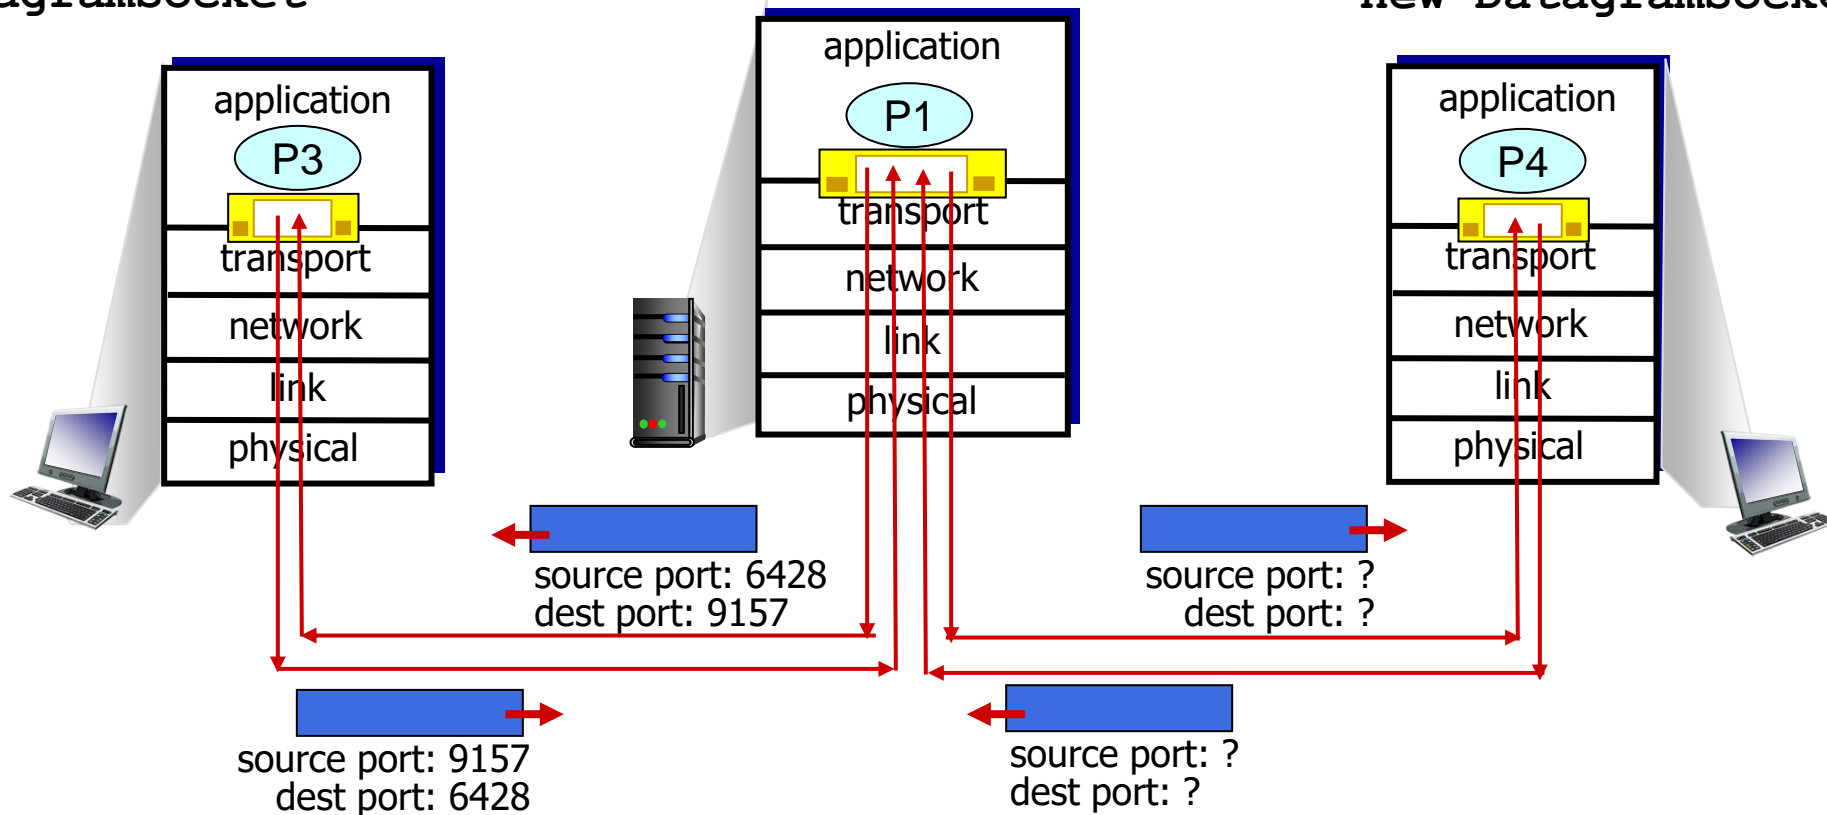 application
P3
transport
network
link
physical
application
P1
transport
network
link
physical
new
application
P4
transport
network
link
physical
source port: 6428
dest port: 9157
source port: ?
dest port: ?
source port: 9157
dest port: 6428
source port: ?
dest port: ?